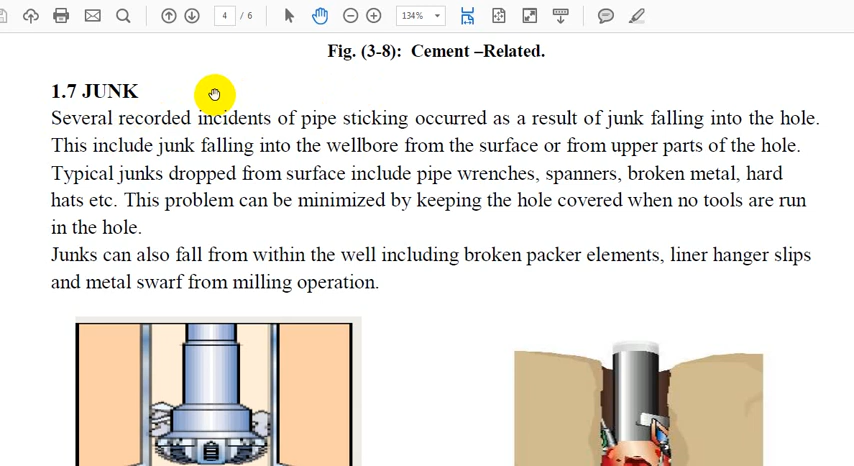 4 / 6 134%
Fig. (3-8): Cement –Related.
1.7 JUNK
Several recorded incidents of pipe sticking occurred as a result of junk falling into the hole.
This include junk falling into the wellbore from the surface or from upper parts of the hole.
Typical junks dropped from surface include pipe wrenches, spanners, broken metal, hard
hats etc. This problem can be minimized by keeping the hole covered when no tools are run
in the hole.
Junks can also fall from within the well including broken packer elements, liner hanger slips
and metal swarf from milling operation.